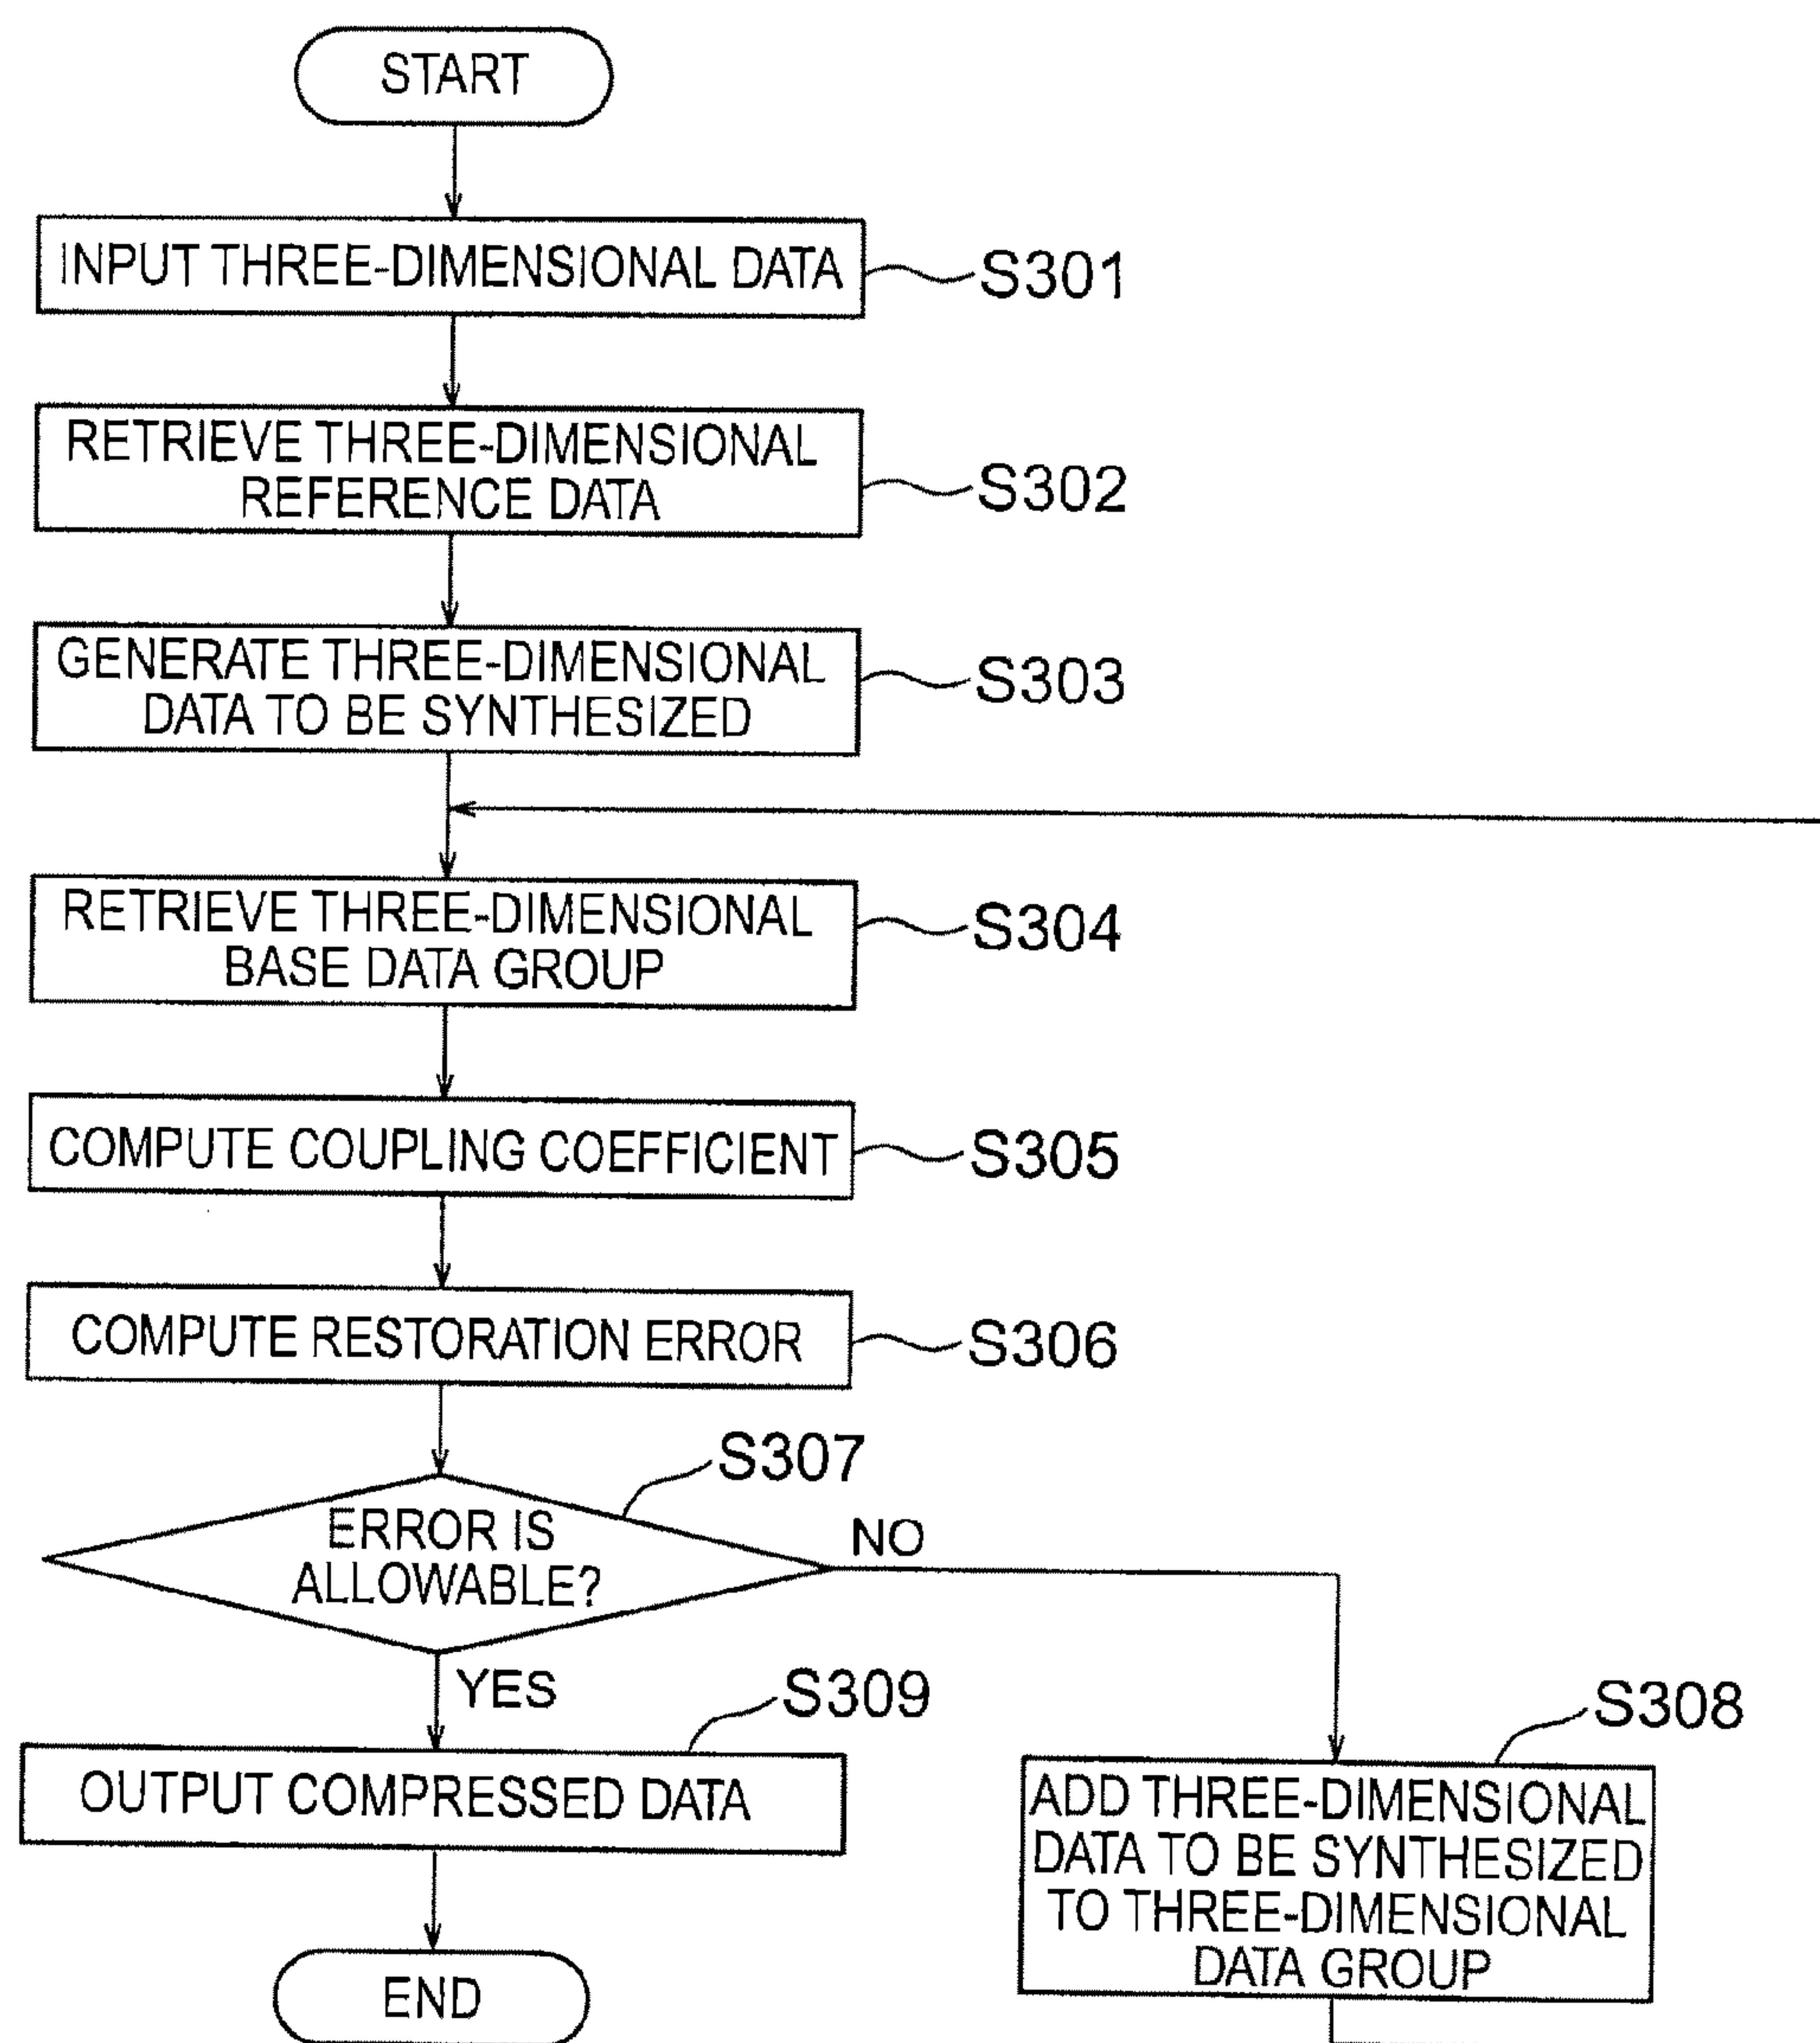 START
INPUT THREE-DIMENSIONAL DATA
S301
RETRIEVE THREE-DIMENSIONAL
REFERENCE DATA
S302
GENERATE THREE-DIMENSIONAL
DATA TO BE SYNTHESIZED
S303
RETRIEVE THREE-DIMENSIONAL
BASE DATA GROUP
S304
COMPUTE COUPLING COEFFICIENT
S305
COMPUTE RESTORATION ERROR
S306
S307
ERROR IS
ALLOWABLE?
NO
YES
S309
OUTPUT COMPRESSED DATA
S308
ADD THREE-DIMENSIONAL
DATA TO BE SYNTHESIZED
TO THREE-DIMENSIONAL
DATA GROUP
END